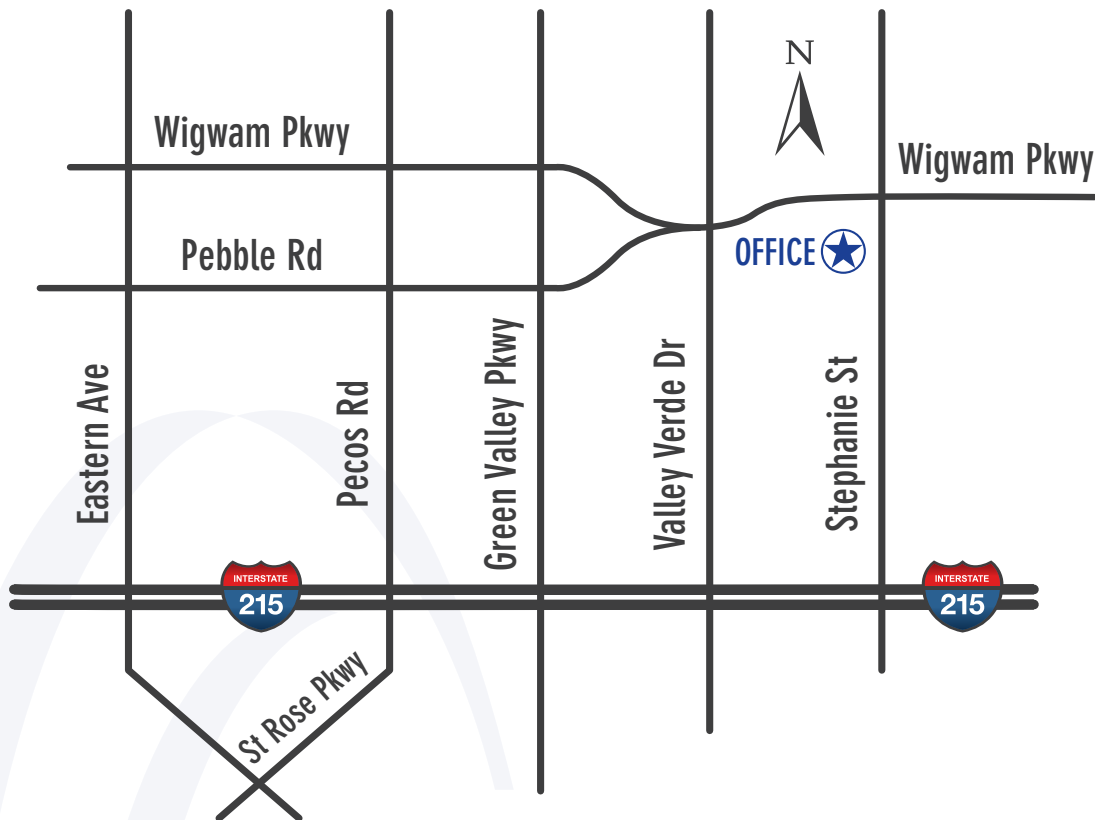 N
Wigwam Pkwy
Wigwam Pkwy
Pebble Rd
OFFICE
Eastern Ave
Pecos Rd
Green Valley Pkwy
Valley Verde Dr
Stephanie St
INTERSTATE
215
INTERSTATE
215
St Rose Pkwy